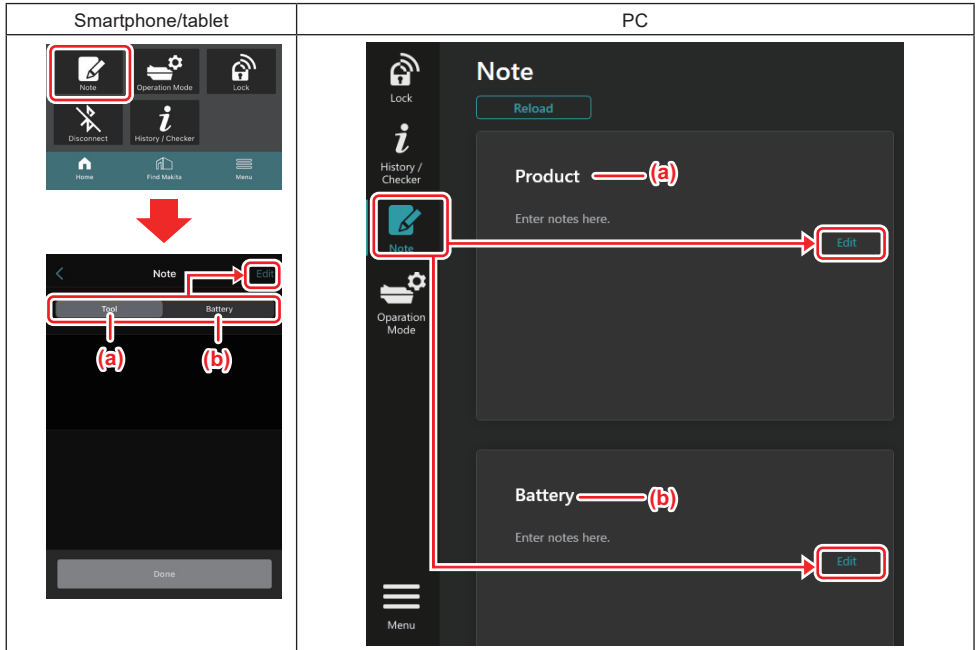 Smartphone/tablet
PC
Note
Operation Mode
Lock
Disconnect
History / Checker
Home
Find Makita
Menu
Note
Edit
Tool
Battery
(a)
(b)
Done
Lock
History /
Checker
Note
Oparation
Mode
Menu
Note
Reload
Product
(a)
Enter notes here.
Edit
Battery
(b)
Enter notes here.
Edit